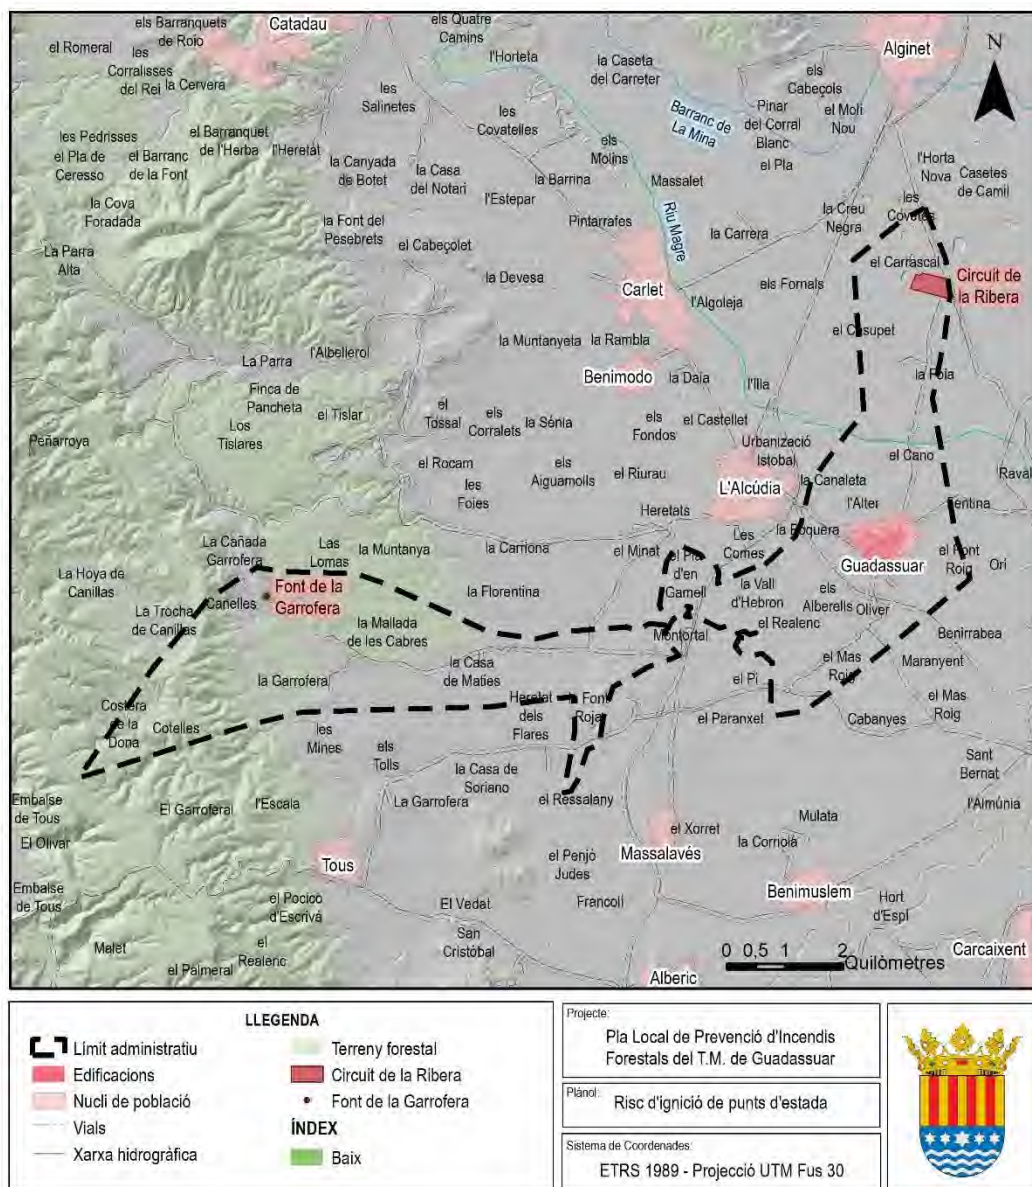 els Barranquets
de Roio
Catadau
els Quatre
Camins
Alginet
el Romeral
les
Corralisses
del Rei
la Cervera
l'Horteta
la Caseta
del Carreter
els
Cabeçols
N
les
Salinetes
les
Covatelles
Barranc de
La Mina
Pinar
del Corral
Blanc
el Molí
Nou
les Pedrisses
el Barranquet
de l'Herba
l'Heretat
els
Molins
el Pla de
Ceresso
el Barranc
de la Font
la Canyada
de Botet
la Casa
del Notari
la Barrina
Massalet
el Pla
l'Horta
Nova
Casetes
de Camil
l'Estepar
la Cova
Foradada
la Font del
Pesebrets
Pintarrafes
Riu Magre
la Creu
Negra
les
Covetes
la Carrera
el Cabeçolet
La Parra
Alta
el Carrascal
Circuit de
la Ribera
la Devesa
Carlet
l'Algoleja
els Fornals
la Muntanyeta
la Rambla
el Casupet
La Parra
l'Albellerol
Benimodo
la Daía
l'Illa
la Foia
Finca de
Pancheta
el Tislar
Los
Tislares
el
Tossal
els
Corralets
la Sénia
els
Fondos
el Castellet
Peñarroya
Urbanització
Istobal
el Cano
el Rocam
les
Foies
els
Aiguamolls
el Riurau
L'Alcúdia
la Canaleta
l'Alter
Fentina
Heretats
la Boquera
La Cañada
Garrofera
Las
Lomas
la Muntanya
la Carriona
el Minat
Les
Comes
Guadassuar
el Pont
Roig
Ori
La Hoya de
Canillas
el Pla
d'en
Gamell
Canelles
Font de la
Garrofera
la Florentina
la Vall
d'Hebron
els
Alberells
Oliver
La Trocha
de Canillas
la Mallada
de les Cabres
Montortal
el Realenc
Benirrabea
la Garrofera
la Casa
de Maties
el Pi
el Mas
Roig
Maranyent
Costera
de la
Dona
Cotelles
Heretat
dels
Flares
la Font
Roja
el Paranxet
Cabanyes
el Mas
Roig
les
Mines
els
Tolls
la Casa de
Soriano
Sant
Bernat
Embalse
de Tous
El Garroferal
l'Escala
La Garrofera
el Ressalany
l'Almúnia
El Olivar
Mulata
Tous
el Xorret
Massalavés
la Cornolà
Embalse
de Tous
el Penjó
Judes
Benimuslem
el Pocico
d'Escrivà
El Vedat
Francolí
Hort
d'Espí
Malet
el
Realenc
San
Cristóbal
el Palmeral
0 0,5 1 2
Quilòmetres
Alberic
Carcaixent
LLEGENDA
Límit administratiu
Edificacions
Nucli de població
Vials
Xarxa hidrogràfica
Terreny forestal
Circuit de la Ribera
Font de la Garrofera
ÍNDEX
Baix
Projecte:
Pla Local de Prevenció d'Incendis
Forestals del T.M. de Guadassuar
Plànol:
Risc d'ignició de punts d'estada
Sistema de Coordenades:
ETRS 1989 - Projecció UTM Fus 30